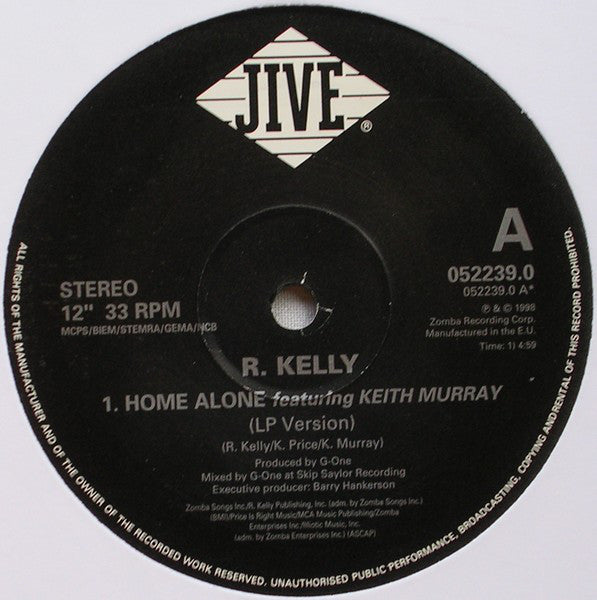 JIVE
®
A
052239.0
052239.0 A*
℗ & © 1998
Zomba Recording Corp.
Manufactured in the E.U.
Time: 1) 4:59
STEREO
12" 33 RPM
MCPS/BIEM/STEMRA/GEMA/NCB
R. KELLY
1. HOME ALONE featuring KEITH MURRAY
(LP Version)
(R. Kelly/K. Price/K. Murray)
Produced by G-One
Mixed by G-One at Skip Saylor Recording
Executive producer: Barry Hankerson
Zomba Songs Inc./R. Kelly Publishing, Inc. (adm. by Zomba Songs Inc.)
(BMI)/Price Is Right Music/MCA Music Publishing/Zomba
Enterprises Inc./Illiotic Music, Inc.
(adm. by Zomba Enterprises Inc.) (ASCAP)
ALL RIGHTS OF THE MANUFACTURER AND OF THE OWNER OF THE RECORDED WORK RESERVED. UNAUTHORISED PUBLIC PERFORMANCE, BROADCASTING, COPYING AND RENTAL OF THIS RECORD PROHIBITED.